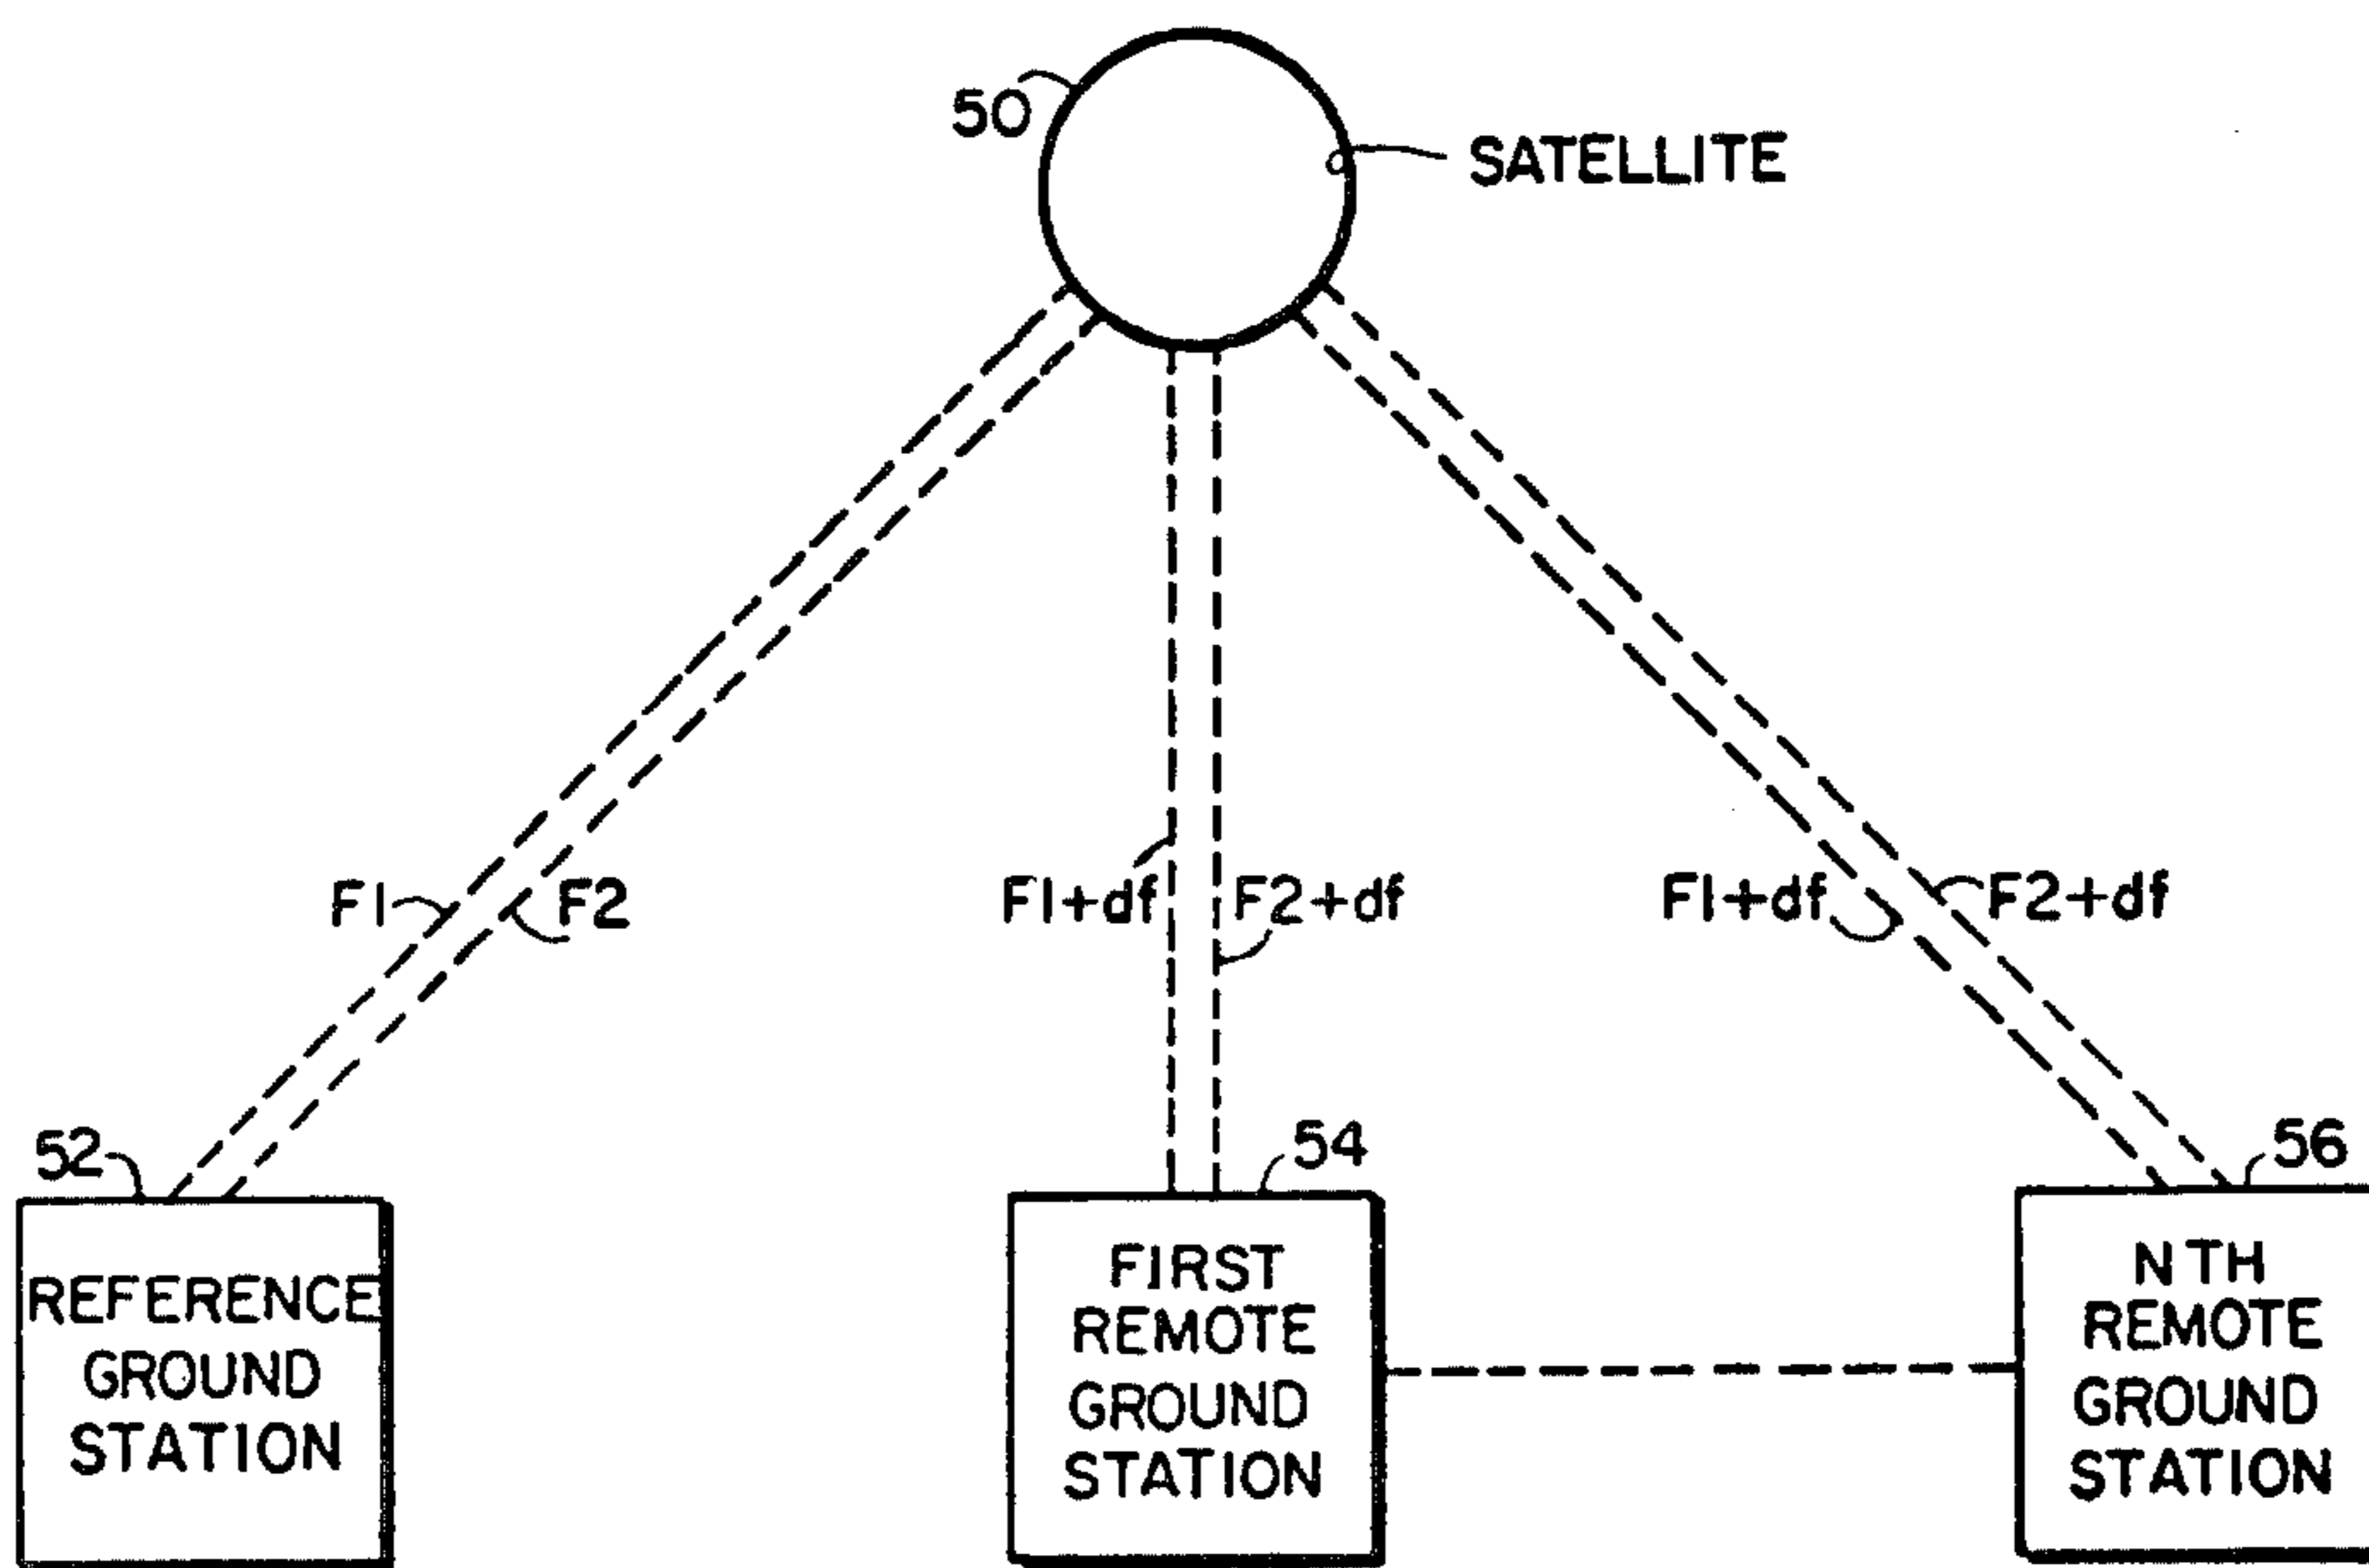 50
SATELLITE
F1
F2
F1+df
F2+df
F1+df
F2+df
52
54
56
REFERENCE
GROUND
STATION
FIRST
REMOTE
GROUND
STATION
N TH
REMOTE
GROUND
STATION